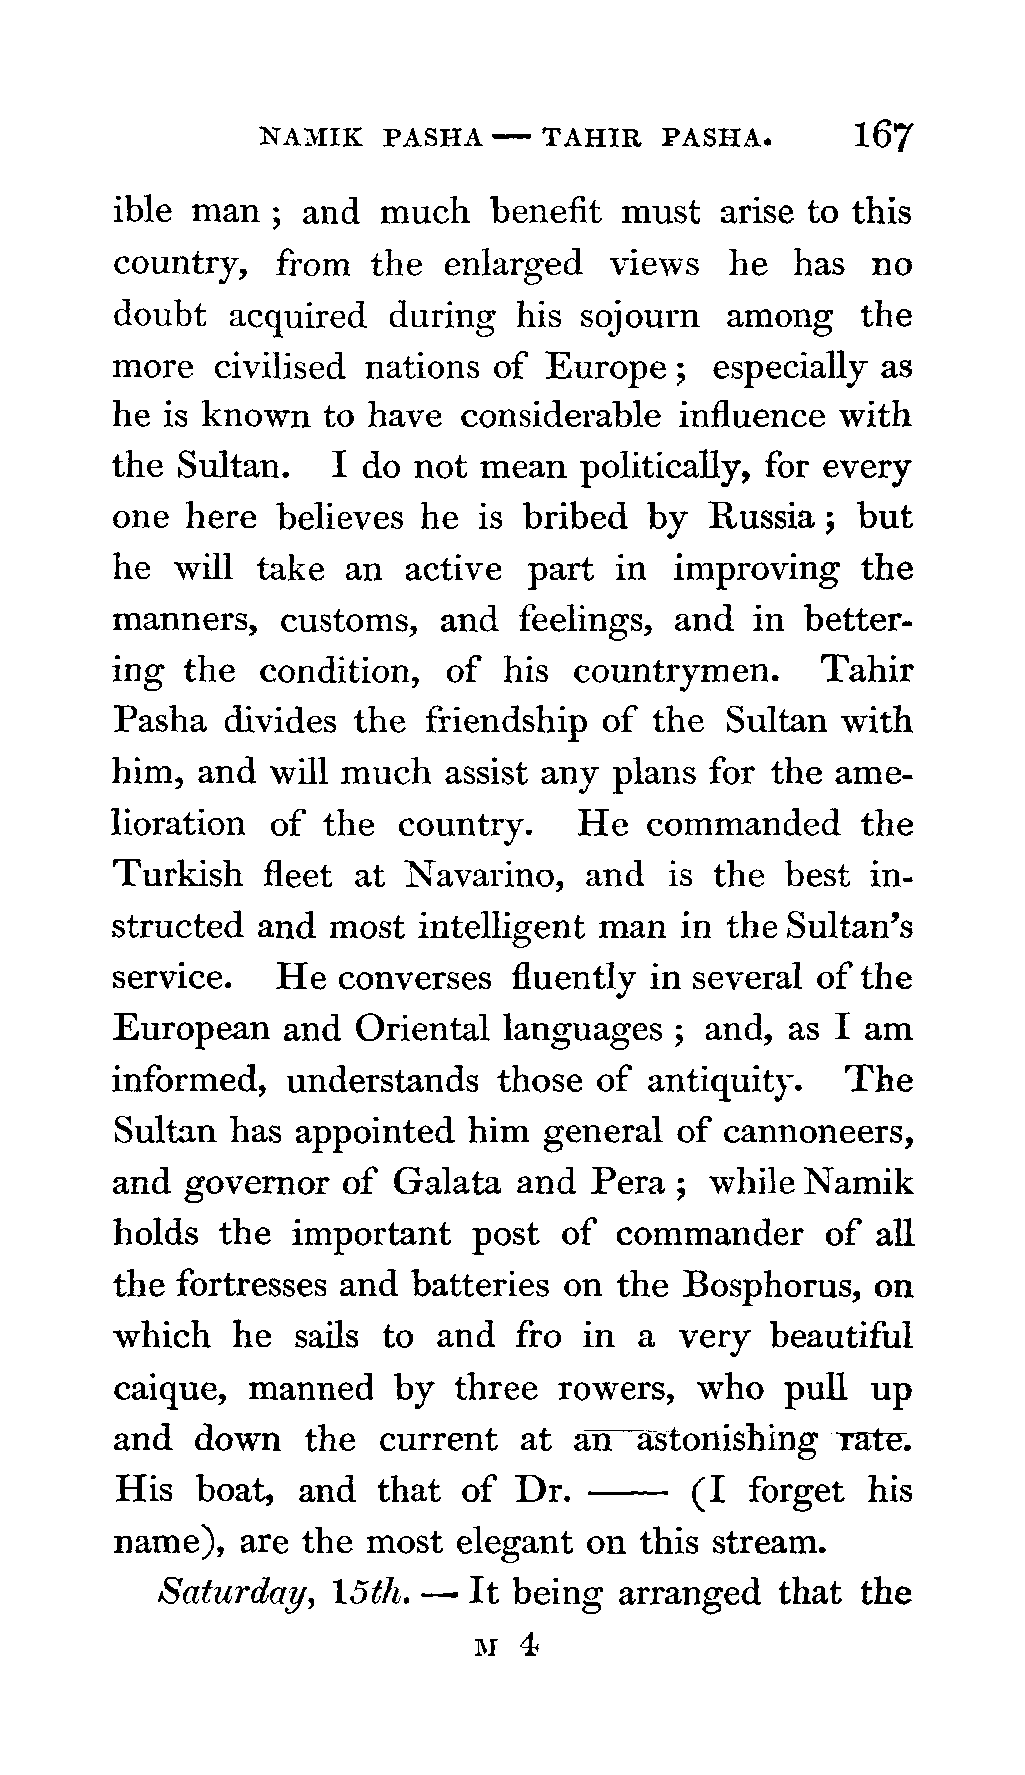 NAMIK PASHA — TAHIR PASHA. 167
ible man ; and much benefit must arise to this
country, from the enlarged views he has no
doubt acquired during his sojourn among the
more civilised nations of Europe ; especially as
he is known to have considerable influence with
the Sultan. I do not mean politically, for every
one here believes he is bribed by Russia ; but
he will take an active part in improving the
manners, customs, and feelings, and in better-
ing the condition, of his countrymen. Tahir
Pasha divides the friendship of the Sultan with
him, and will much assist any plans for the ame-
lioration of the country. He commanded the
Turkish fleet at Navarino, and is the best in-
structed and most intelligent man in the Sultan's
service. He converses fluently in several of the
European and Oriental languages ; and, as I am
informed, understands those of antiquity. The
Sultan has appointed him general of cannoneers,
and governor of Galata and Pera ; while Namik
holds the important post of commander of all
the fortresses and batteries on the Bosphorus, on
which he sails to and fro in a very beautiful
caique, manned by three rowers, who pull up
and down the current at an astonishing rate.
His boat, and that of Dr. —— (I forget his
name), are the most elegant on this stream.
Saturday, 15th. — It being arranged that the
M 4